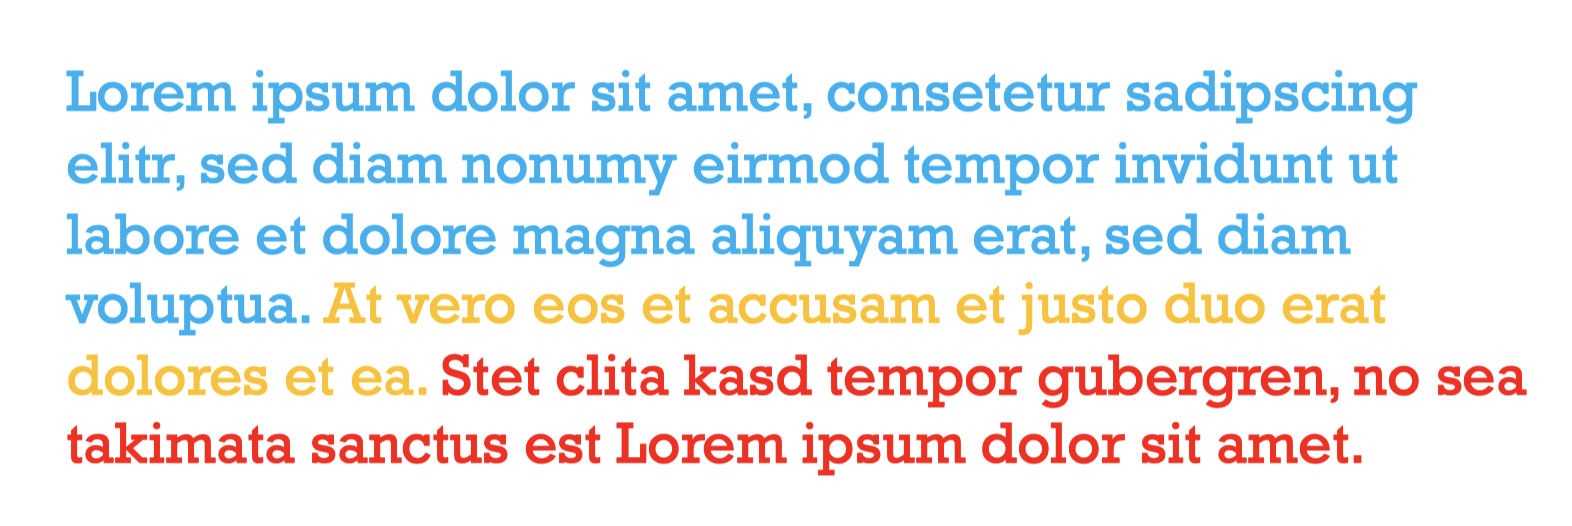 Lorem ipsum dolor sit amet, consetetur sadipscing
elitr, sed diam nonumy eirmod tempor invidunt ut
labore et dolore magna aliquyam erat, sed diam
voluptua. At vero eos et accusam et justo duo erat
dolores et ea. Stet clita kasd tempor gubergren, no sea
takimata sanctus est Lorem ipsum dolor sit amet.